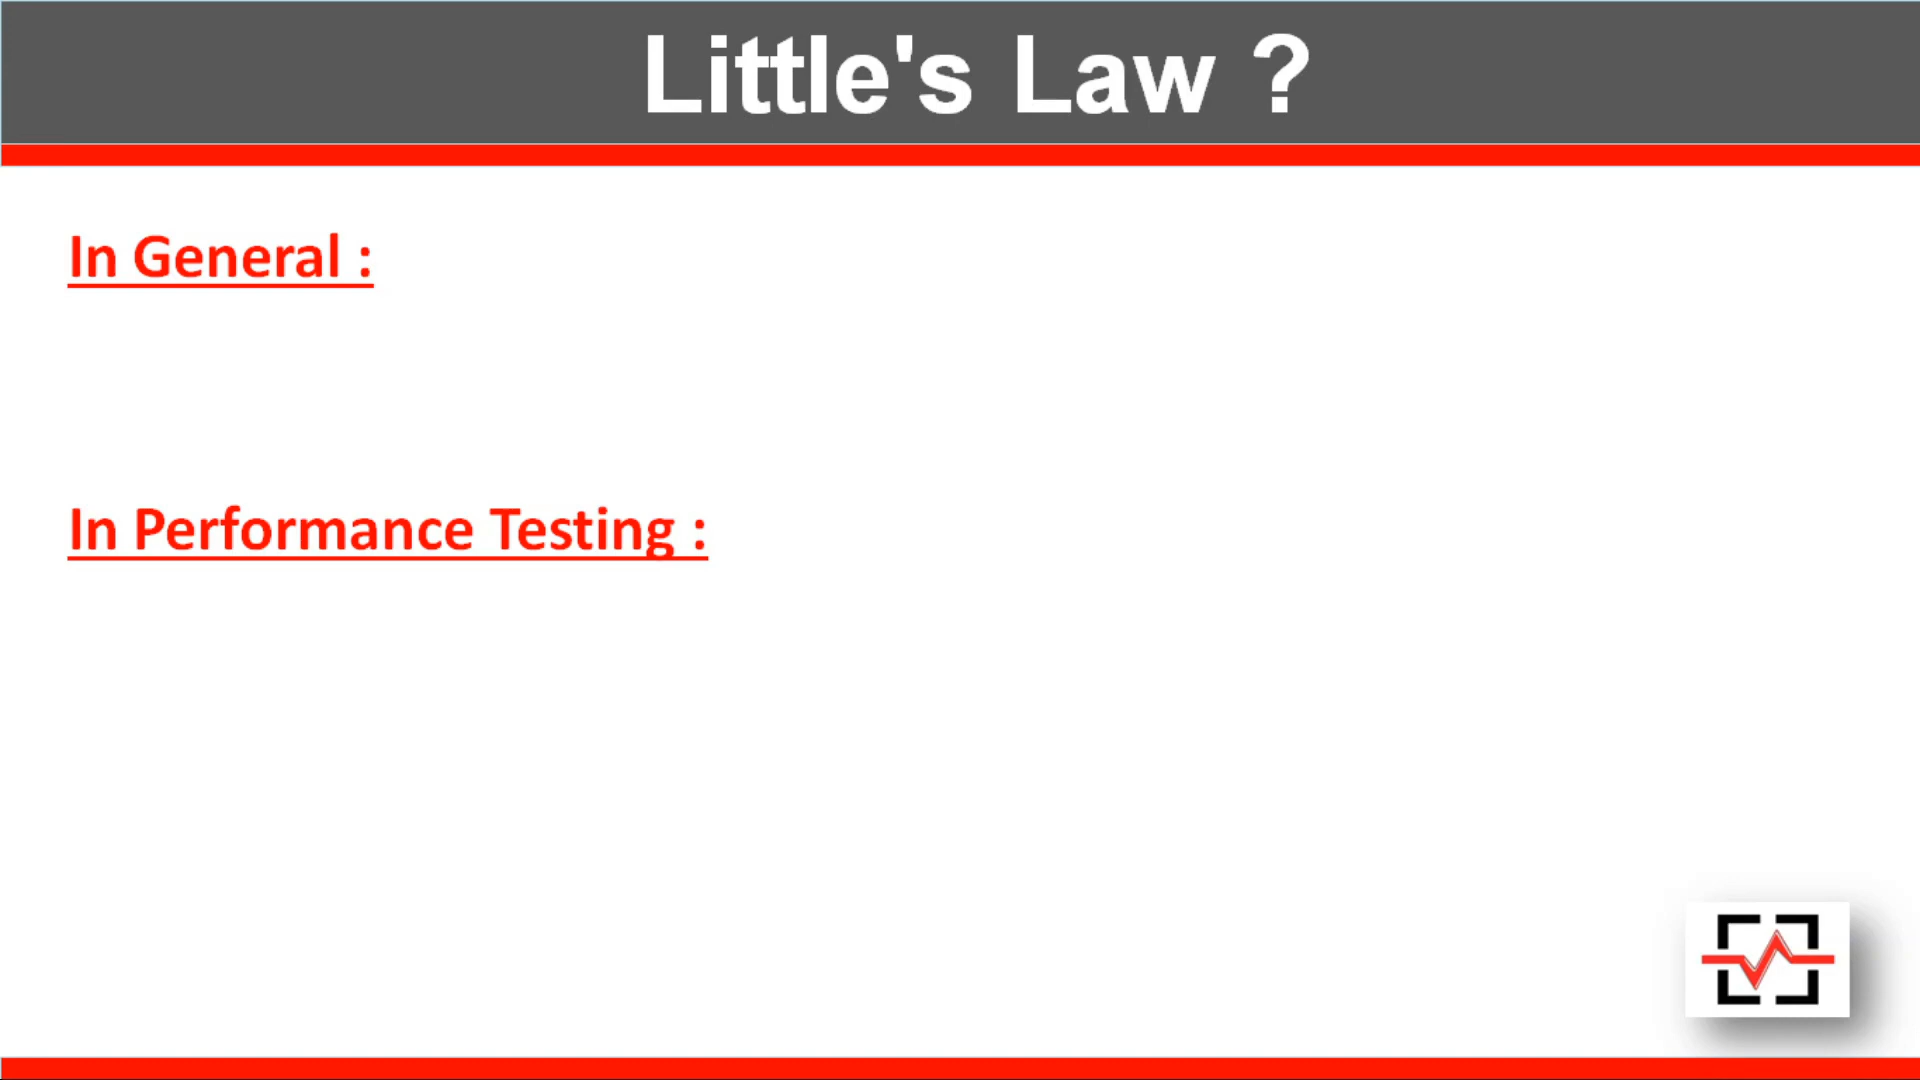 Little's Law ?
In General :
In Performance Testing :